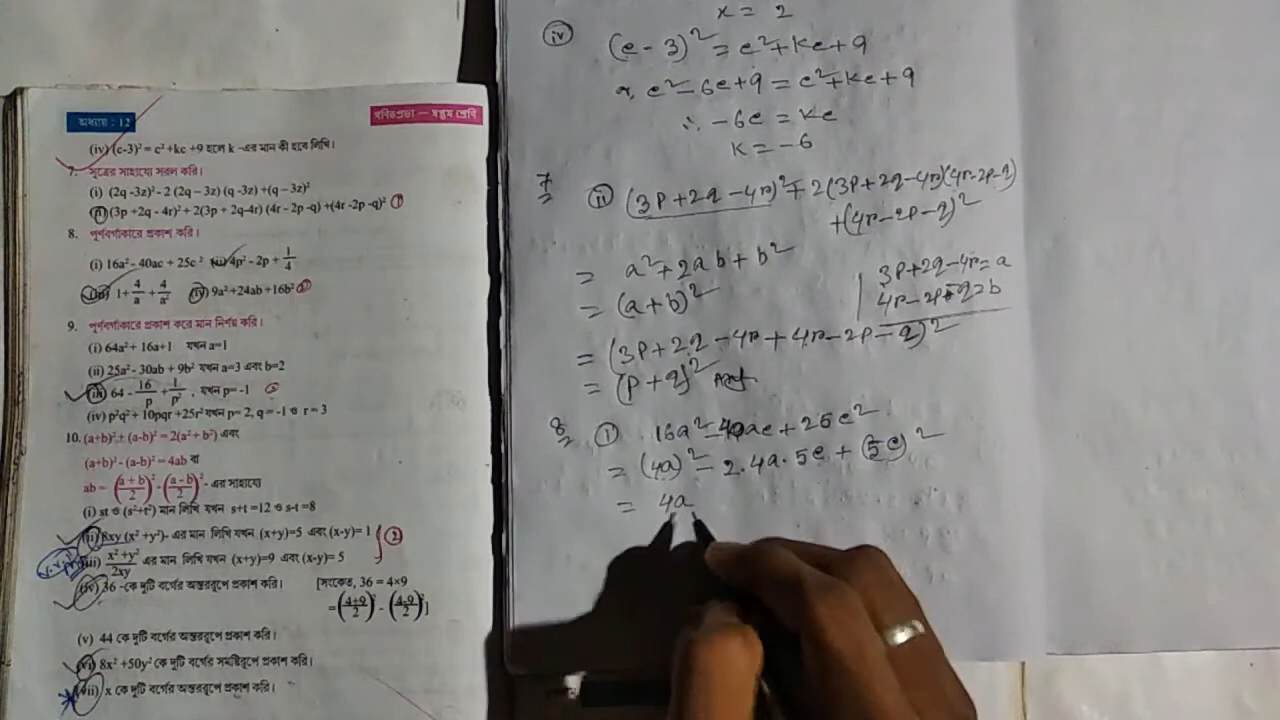 অধ্যায় : 12
গণিতপ্রভা — সপ্তম শ্রেণি
(iv) (c-3)² = c² +kc +9 হলে k -এর মান কী হবে লিখি।
7. সূত্রের সাহায্যে সরল করি।
(i) (2q -3z)² - 2 (2q – 3z) (q -3z) +(q – 3z)²
(ii) (3p +2q - 4r)² + 2(3p + 2q-4r) (4r - 2p -q) +(4r -2p -q)² 1
8. পূর্ণবর্গাকারে প্রকাশ করি।
(i) 16a² - 40ac + 25c² (ii) 4p² - 2p + 1/4
(iii) 1+ 4/a + 4/a² (iv) 9a² +24ab +16b²
9. পূর্ণবর্গাকারে প্রকাশ করে মান নির্ণয় করি।
(i) 64a² + 16a+1 যখন a=1
(ii) 25a² - 30ab + 9b² যখন a=3 এবং b=2
(iii) 64 - 16/p + 1/p² , যখন p= -1
(iv) p²q² + 10pqr +25r² যখন p= 2, q = -1 ও r = 3
10. (a+b)² + (a-b)² = 2(a² + b²) এবং
(a+b)² - (a-b)² = 4ab বা
ab = ((a + b)/2)² - ((a - b)/2)² -এর সাহায্যে
(i) st ও (s²+t²) মান লিখি যখন s+t =12 ও s-t =8
(ii) 8xy (x² +y²)- এর মান লিখি যখন (x+y)=5 এবং (x-y)= 1
(iii) (x² + y²)/2xy এর মান লিখি যখন (x+y)=9 এবং (x-y)= 5 2
(iv) 36 -কে দুটি বর্গের অন্তররূপে প্রকাশ করি। [সংকেত, 36 = 4×9
=((4+9)/2)² - ((4-9)/2)²]
(v) 44 কে দুটি বর্গের অন্তররূপে প্রকাশ করি।
(vi) 8x² +50y² কে দুটি বর্গের সমষ্টিরূপে প্রকাশ করি।
(vii) x কে দুটি বর্গের অন্তররূপে প্রকাশ করি।
x = 2
iv (c - 3)² = c² + kc + 9
বা, c² - 6c + 9 = c² + kc + 9
∴ -6c = kc
k = -6
7 ii (3p + 2q - 4r)² + 2(3p + 2q - 4r)(4r - 2p - q)
+ (4r - 2p - q)²
= a² + 2ab + b²
3p + 2q - 4r = a
= (a + b)²
4r - 2p - q = b
= (3p + 2q - 4r + 4r - 2p - q)²
= (p + q)² Ans
8 i 16a² - 40ac + 25c²
= (4a)² - 2.4a.5c + (5c)²
= 4a